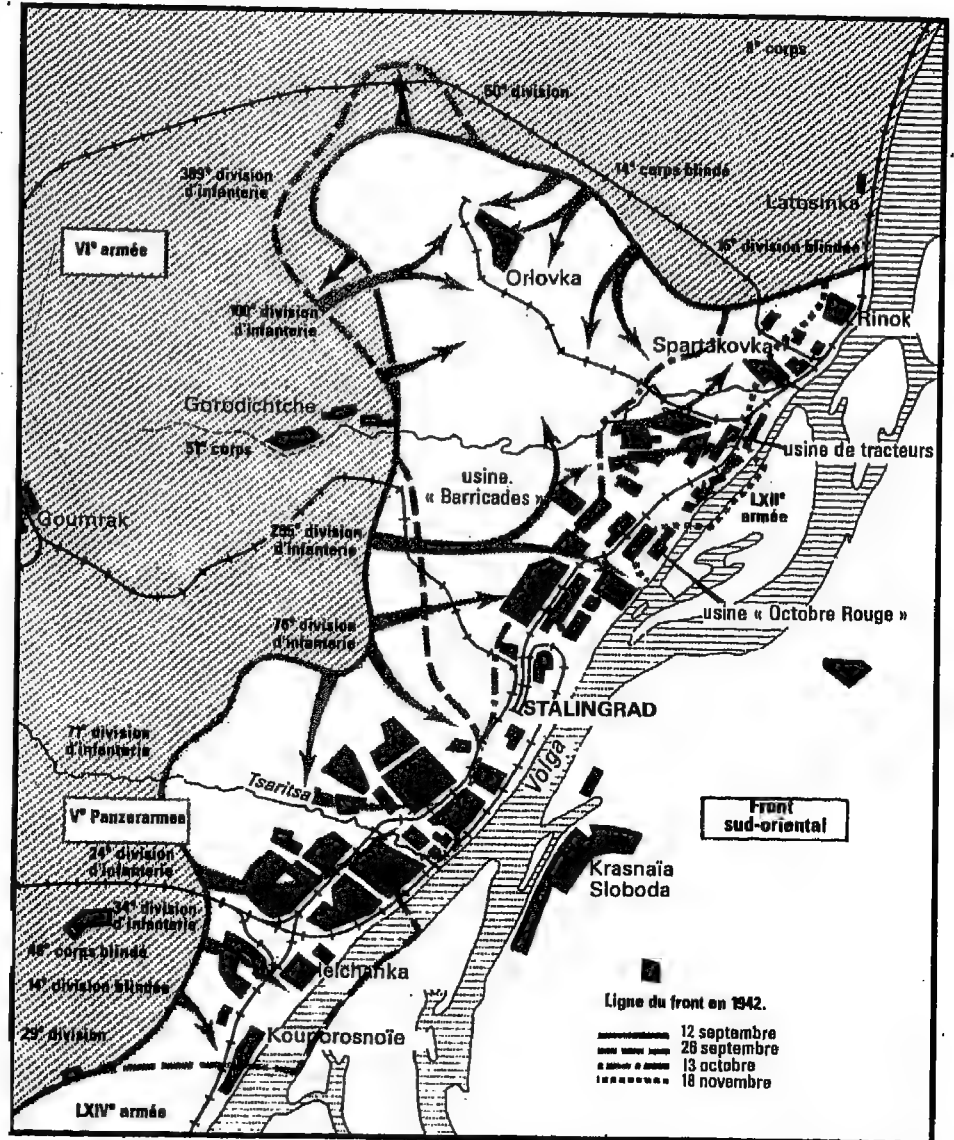 8e corps
60e division
389e division
d'infanterie
14e corps blindé
Latosinka
VIe armée
16e division blindée
Orlovka
100e division
d'infanterie
Rinok
Spartakovka
Gorodichtche
51e corps
usine de tracteurs
usine.
« Barricades »
LXIIe
armée
Goumrak
295e division
d'infanterie
usine « Octobre Rouge »
76e division
d'infanterie
STALINGRAD
71e division
d'infanterie
Volga
Tsaritsa
Ve Panzerarmee
Front
sud-oriental
24e division
d'infanterie
Krasnaïa
Sloboda
34e division
d'infanterie
48e corps blindé
14e division blindée
Ligne du front en 1942.
29e division
Kouporosnoïe
12 septembre
26 septembre
13 octobre
18 novembre
LXIVe armée